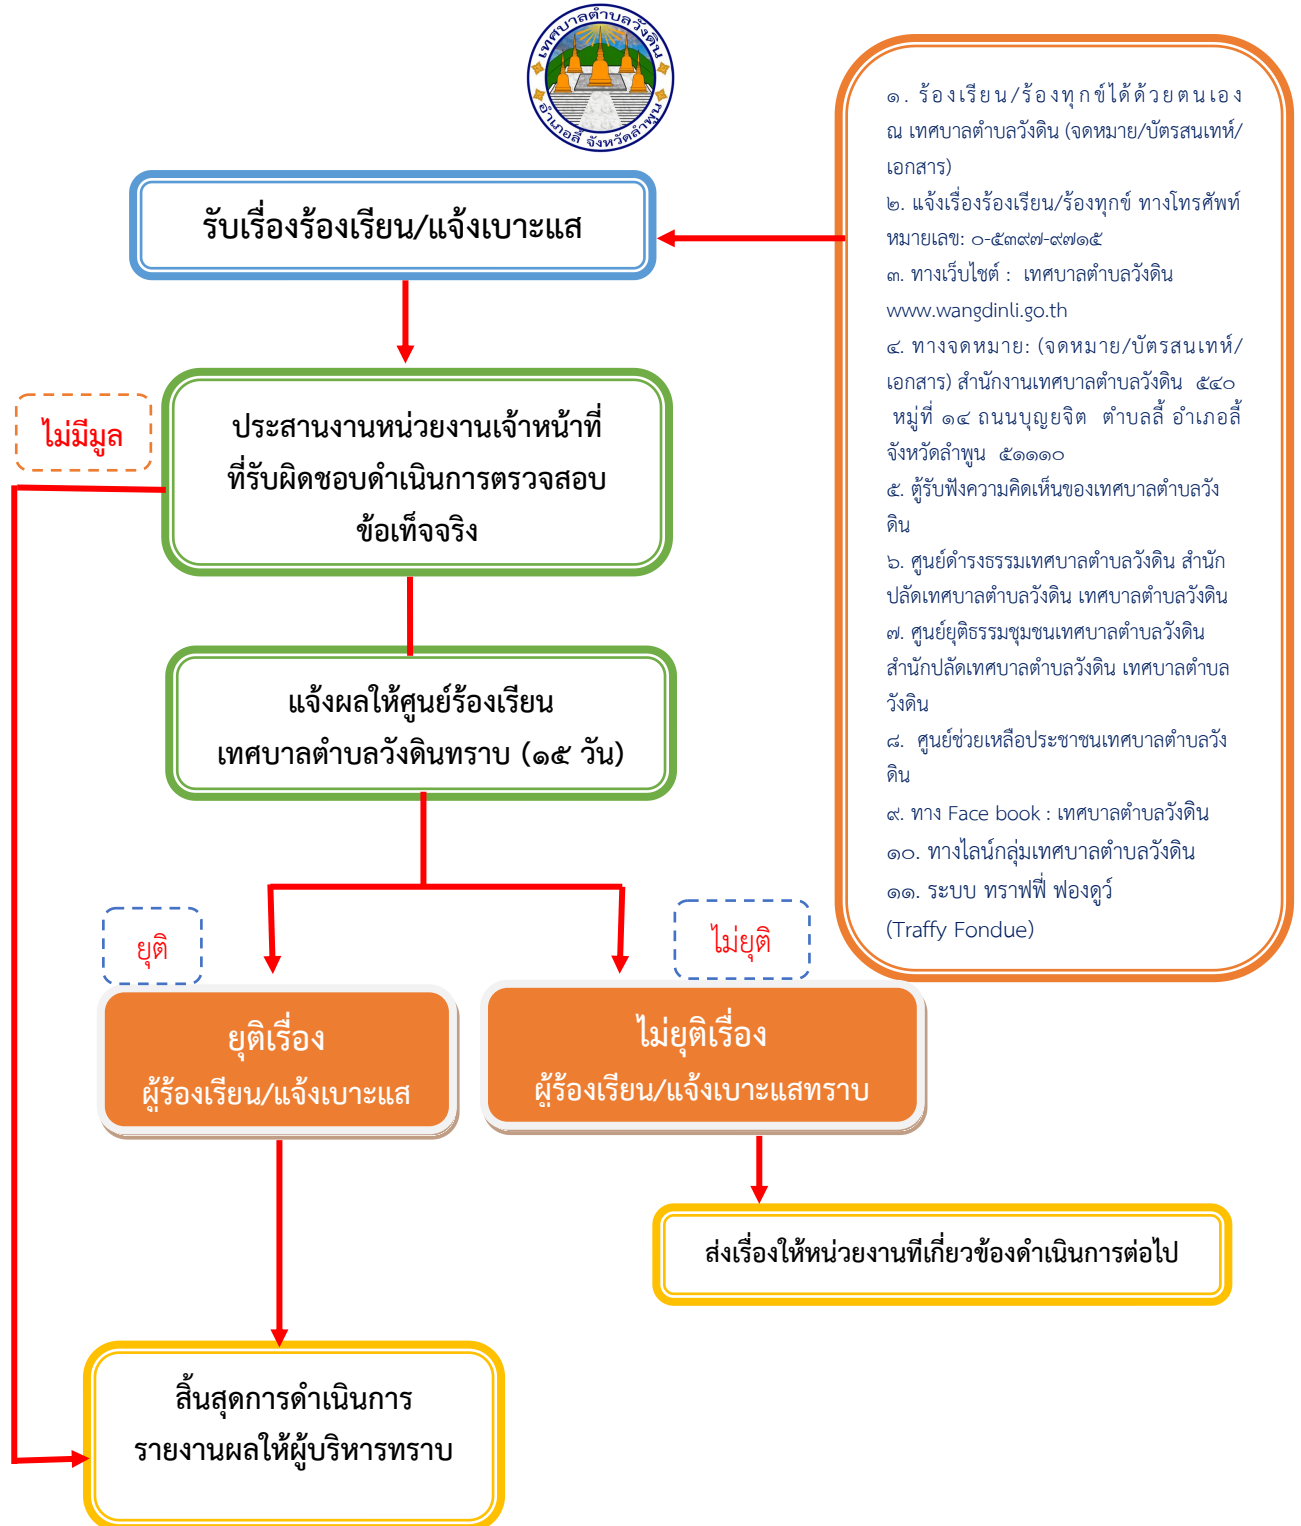 เทศบาลตำบลวังดิน
อำเภอลี้ จังหวัดลำพูน
รับเรื่องร้องเรียน/แจ้งเบาะแส
๑. ร้องเรียน/ร้องทุกข์ได้ด้วยตนเอง
ณ เทศบาลตำบลวังดิน (จดหมาย/บัตรสนเทห์/
เอกสาร)
๒. แจ้งเรื่องร้องเรียน/ร้องทุกข์ ทางโทรศัพท์
หมายเลข: ๐-๕๓๙๗-๙๗๑๕
๓. ทางเว็บไซต์ : เทศบาลตำบลวังดิน
www.wangdinli.go.th
๔. ทางจดหมาย: (จดหมาย/บัตรสนเทห์/
เอกสาร) สำนักงานเทศบาลตำบลวังดิน ๕๔๐
หมู่ที่ ๑๔ ถนนบุญยจิต ตำบลลี้ อำเภอลี้
จังหวัดลำพูน ๕๑๑๑๐
๕. ตู้รับฟังความคิดเห็นของเทศบาลตำบลวัง
ดิน
๖. ศูนย์ดำรงธรรมเทศบาลตำบลวังดิน สำนัก
ปลัดเทศบาลตำบลวังดิน เทศบาลตำบลวังดิน
๗. ศูนย์ยุติธรรมชุมชนเทศบาลตำบลวังดิน
สำนักปลัดเทศบาลตำบลวังดิน เทศบาลตำบล
วังดิน
๘. ศูนย์ช่วยเหลือประชาชนเทศบาลตำบลวัง
ดิน
๙. ทาง Face book : เทศบาลตำบลวังดิน
๑๐. ทางไลน์กลุ่มเทศบาลตำบลวังดิน
๑๑. ระบบ ทราฟฟี่ ฟองดูว์
(Traffy Fondue)
ไม่มีมูล
ประสานงานหน่วยงานเจ้าหน้าที่
ที่รับผิดชอบดำเนินการตรวจสอบ
ข้อเท็จจริง
แจ้งผลให้ศูนย์ร้องเรียน
เทศบาลตำบลวังดินทราบ (๑๕ วัน)
ยุติ
ไม่ยุติ
ยุติเรื่อง
ผู้ร้องเรียน/แจ้งเบาะแส
ไม่ยุติเรื่อง
ผู้ร้องเรียน/แจ้งเบาะแสทราบ
ส่งเรื่องให้หน่วยงานทีเกี่ยวข้องดำเนินการต่อไป
สิ้นสุดการดำเนินการ
รายงานผลให้ผู้บริหารทราบ